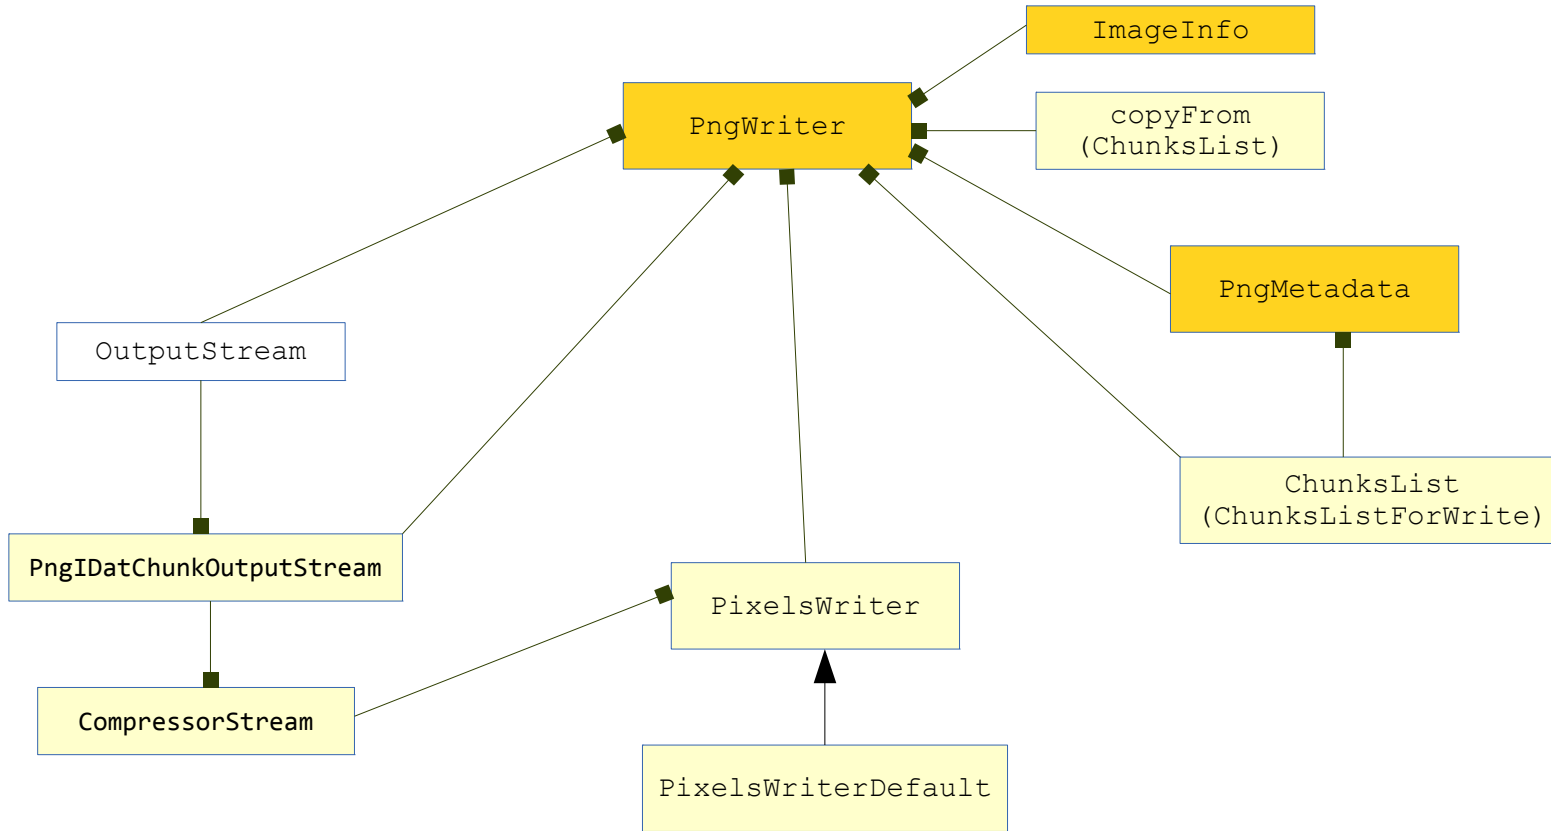 ImageInfo
PngWriter
copyFrom
(ChunksList)
PngMetadata
OutputStream
ChunksList
(ChunksListForWrite)
PngIDatChunkOutputStream
PixelsWriter
CompressorStream
PixelsWriterDefault